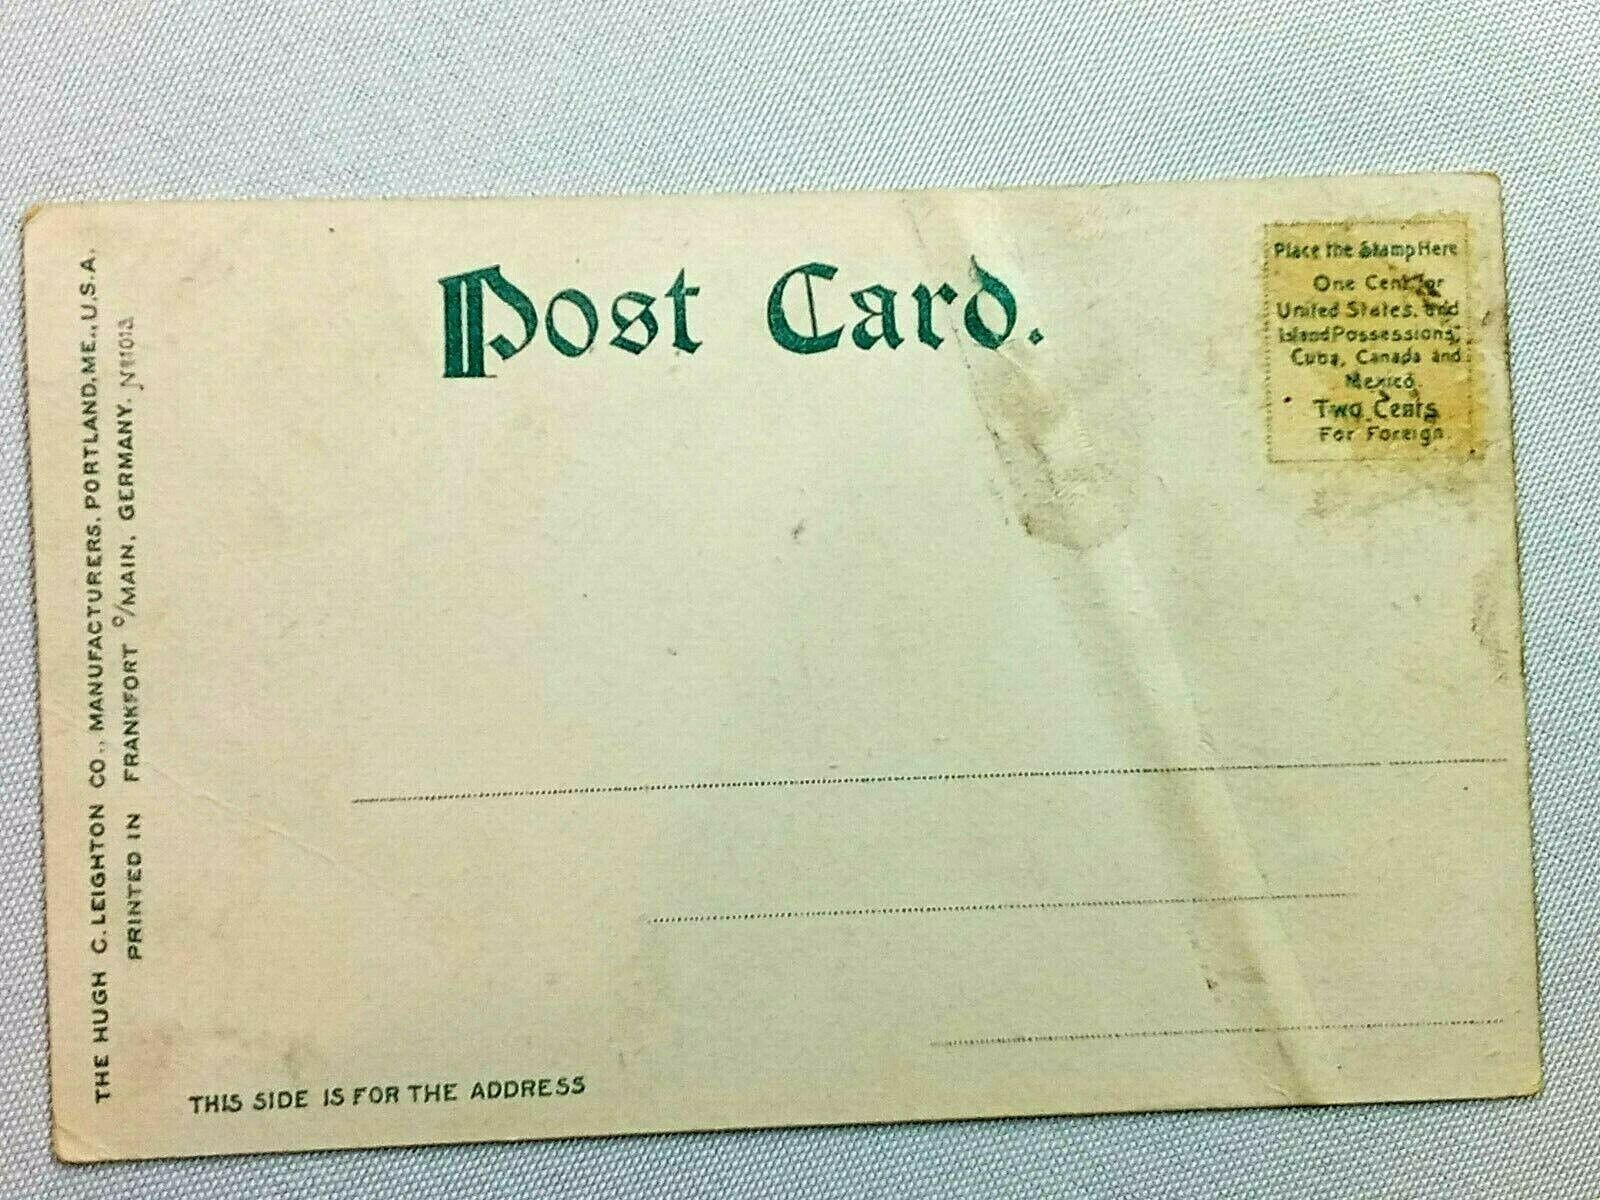 Post Card.
Place the Stamp Here
One Cent for
United States, and
Island Possessions,
Cuba, Canada and
Mexico.
Two Cents
For Foreign.
THE HUGH C. LEIGHTON CO., MANUFACTURERS, PORTLAND, ME., U.S.A.
PRINTED IN FRANKFORT o/MAIN, GERMANY.
THIS SIDE IS FOR THE ADDRESS